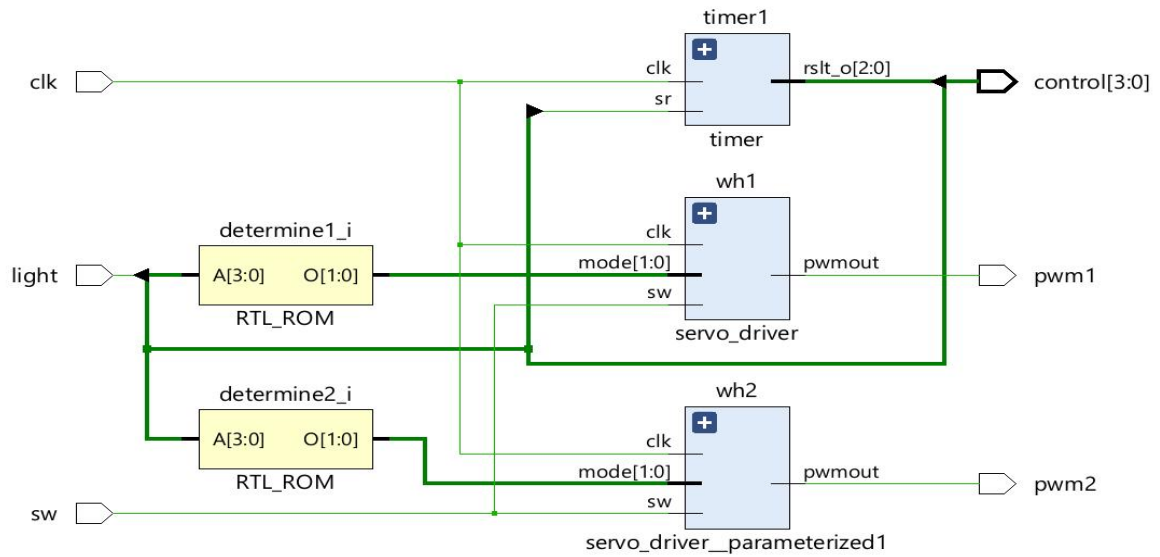 timer1
clk
rslt_o[2:0]
sr
timer
clk
control[3:0]
wh1
clk
mode[1:0]
pwmout
sw
servo_driver
pwm1
determine1_i
A[3:0] O[1:0]
RTL_ROM
light
determine2_i
A[3:0] O[1:0]
RTL_ROM
wh2
clk
mode[1:0]
pwmout
sw
servo_driver__parameterized1
pwm2
sw